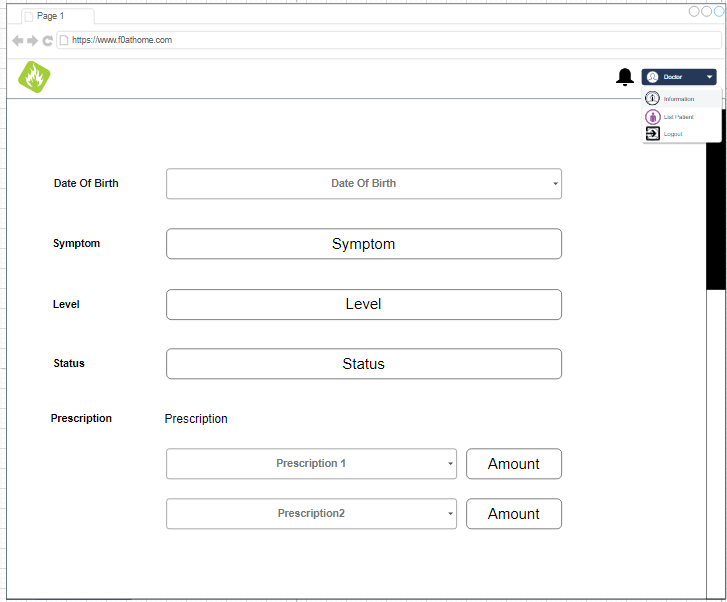 Page 1
https://www.f0athome.com
Doctor
Information
List Patient
Logout
Date Of Birth Date Of Birth
Symptom Symptom
Level Level
Status Status
Prescription Prescription
Prescription 1 Amount
Prescription2 Amount